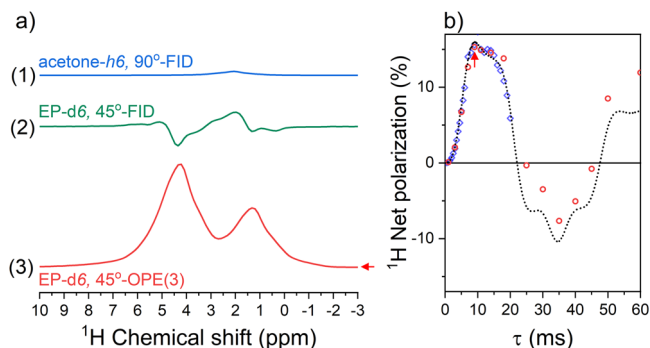 a)
(1) acetone-h6, 90°-FID
(2) EP-d6, 45°-FID
(3) EP-d6, 45°-OPE(3)
10 9 8 7 6 5 4 3 2 1 0 -1 -2 -3
¹H Chemical shift (ppm)
b)
¹H Net polarization (%)
10
0
-10
0 10 20 30 40 50 60
τ (ms)